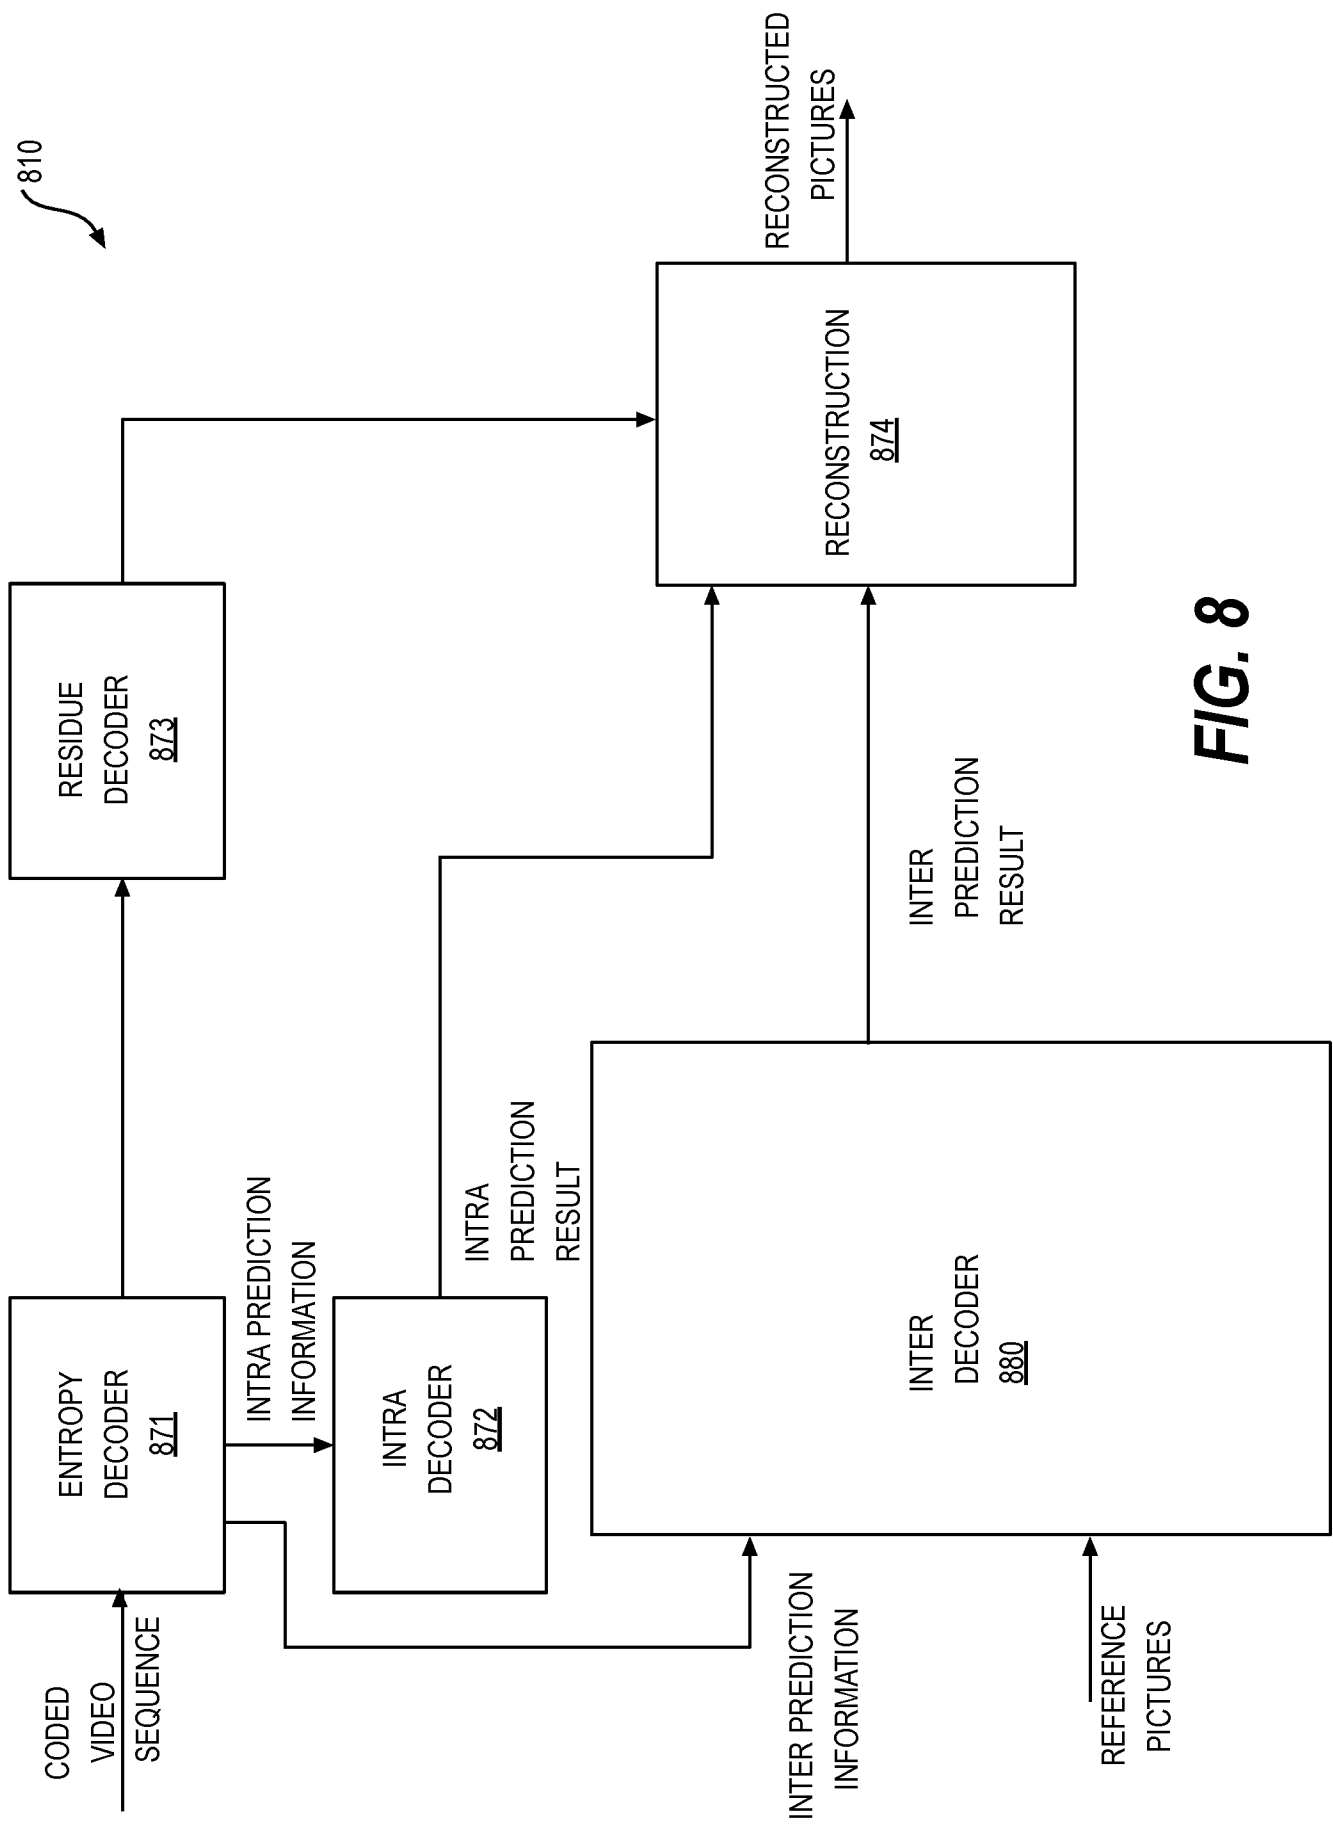 810
CODED
VIDEO
SEQUENCE
ENTROPY
DECODER
871
RESIDUE
DECODER
873
INTRA PREDICTION
INFORMATION
INTRA
DECODER
872
INTRA
PREDICTION
RESULT
RECONSTRUCTION
874
RECONSTRUCTED
PICTURES
INTER PREDICTION
INFORMATION
INTER
DECODER
880
INTER
PREDICTION
RESULT
REFERENCE
PICTURES
FIG. 8